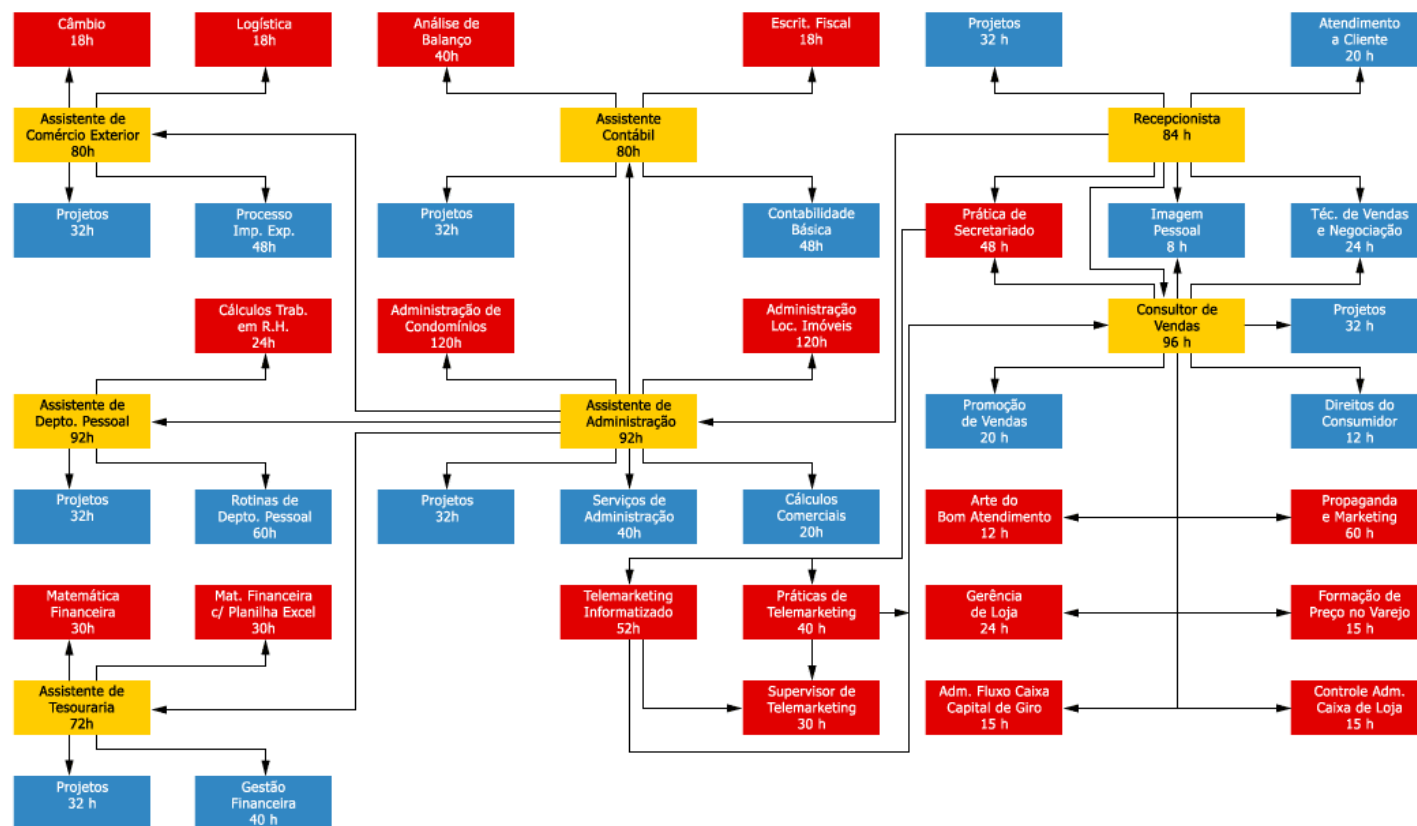 Câmbio
18h
Logística
18h
Análise de
Balanço
40h
Escrit. Fiscal
18h
Projetos
32 h
Atendimento
a Cliente
20 h
Assistente de
Comércio Exterior
80h
Assistente
Contábil
80h
Recepcionista
84 h
Projetos
32h
Processo
Imp. Exp.
48h
Projetos
32h
Contabilidade
Básica
48h
Prática de
Secretariado
48 h
Imagem
Pessoal
8 h
Téc. de Vendas
e Negociação
24 h
Cálculos Trab.
em R.H.
24h
Administração de
Condomínios
120h
Administração
Loc. Imóveis
120h
Consultor de
Vendas
96 h
Projetos
32 h
Assistente de
Depto. Pessoal
92h
Assistente de
Administração
92h
Promoção
de Vendas
20 h
Direitos do
Consumidor
12 h
Projetos
32h
Rotinas de
Depto. Pessoal
60h
Projetos
32h
Serviços de
Administração
40h
Cálculos
Comerciais
20h
Arte do
Bom Atendimento
12 h
Propaganda
e Marketing
60 h
Matemática
Financeira
30h
Mat. Financeira
c/ Planilha Excel
30h
Telemarketing
Informatizado
52h
Práticas de
Telemarketing
40 h
Gerência
de Loja
24 h
Formação de
Preço no Varejo
15 h
Assistente de
Tesouraria
72h
Supervisor de
Telemarketing
30 h
Adm. Fluxo Caixa
Capital de Giro
15 h
Controle Adm.
Caixa de Loja
15 h
Projetos
32 h
Gestão
Financeira
40 h